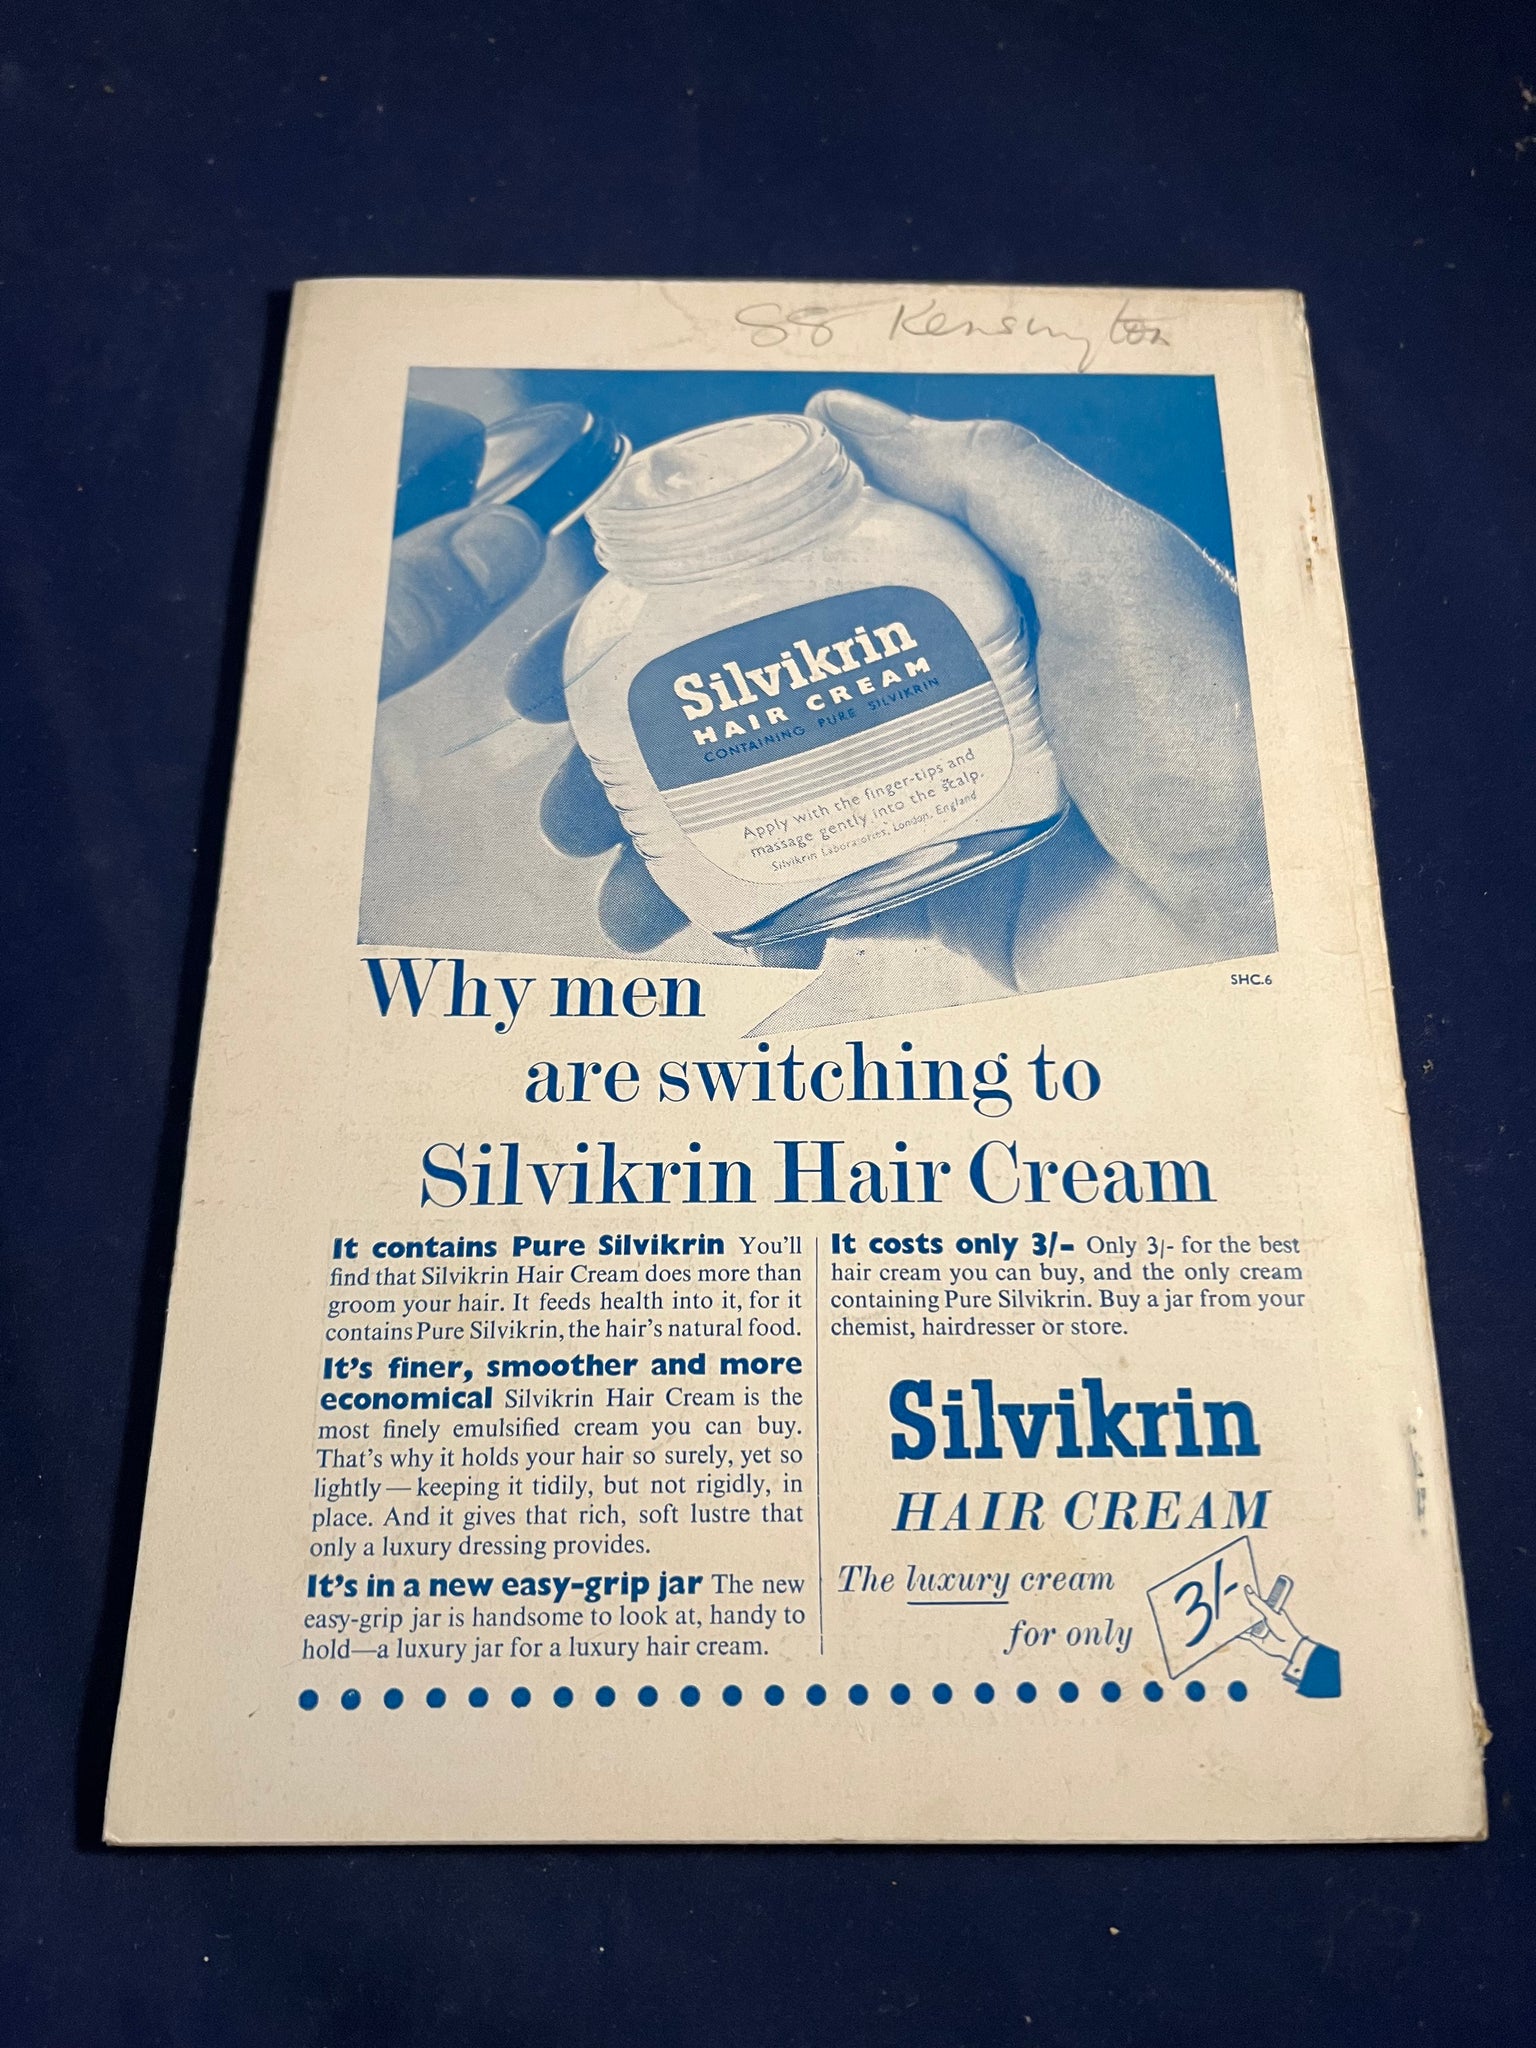 88 Kensington
Silvikrin
HAIR CREAM
CONTAINING PURE SILVIKRIN
Apply with the finger-tips and
massage gently into the scalp.
Silvikrin Laboratories, London, England
SHC.6
Why men
are switching to
Silvikrin Hair Cream
It contains Pure Silvikrin You'll
find that Silvikrin Hair Cream does more than
groom your hair. It feeds health into it, for it
contains Pure Silvikrin, the hair's natural food.
It's finer, smoother and more
economical Silvikrin Hair Cream is the
most finely emulsified cream you can buy.
That's why it holds your hair so surely, yet so
lightly — keeping it tidily, but not rigidly, in
place. And it gives that rich, soft lustre that
only a luxury dressing provides.
It's in a new easy-grip jar The new
easy-grip jar is handsome to look at, handy to
hold—a luxury jar for a luxury hair cream.
It costs only 3/- Only 3/- for the best
hair cream you can buy, and the only cream
containing Pure Silvikrin. Buy a jar from your
chemist, hairdresser or store.
Silvikrin
HAIR CREAM
The luxury cream
for only
3/-